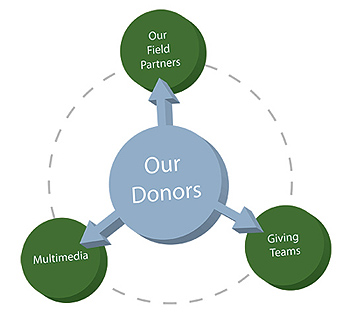 Our
Field
Partners
Our
Donors
Multimedia
Giving
Teams